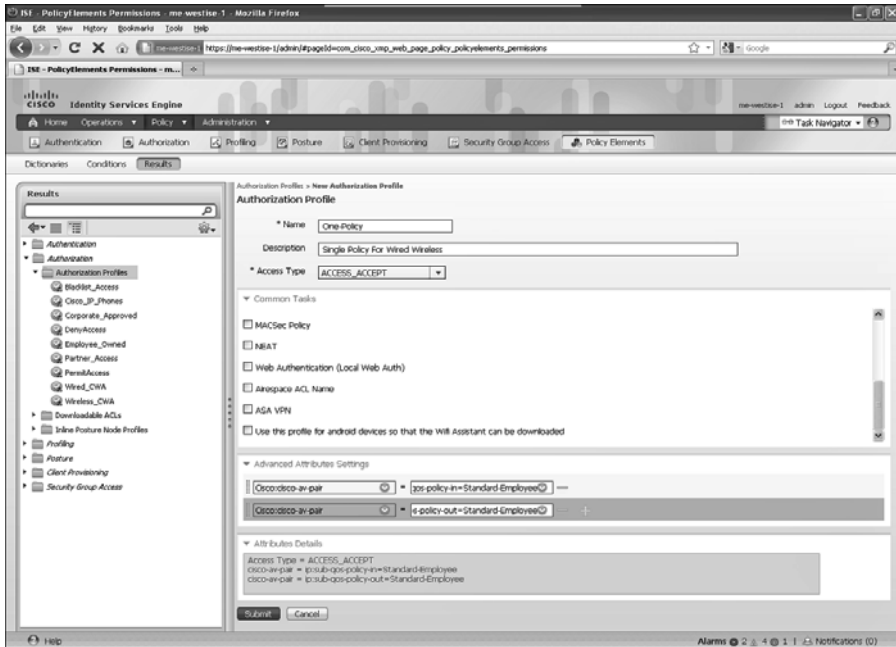 ISE - PolicyElements Permissions - me-westise-1 - Mozilla Firefox
File Edit View History Bookmarks Tools Help
me-westise-1 https://me-westise-1/admin/#pageId=com_cisco_xmp_web_page_policy_policyelements_permissions
Google
ISE - PolicyElements Permissions - m...
CISCO Identity Services Engine
me-westise-1 admin Logout Feedback
Home Operations Policy Administration
Task Navigator
Authentication Authorization Profiling Posture Client Provisioning Security Group Access Policy Elements
Dictionaries Conditions Results
Results
Authentication
Authorization
Authorization Profiles
Blacklist_Access
Cisco_IP_Phones
Corporate_Approved
DenyAccess
Employee_Owned
Partner_Access
PermitAccess
Wired_CWA
Wireless_CWA
Downloadable ACLs
Inline Posture Node Profiles
Profiling
Posture
Client Provisioning
Security Group Access
Authorization Profiles > New Authorization Profile
Authorization Profile
* Name One-Policy
Description Single Policy For Wired Wireless
* Access Type ACCESS_ACCEPT
Common Tasks
MACSec Policy
NEAT
Web Authentication (Local Web Auth)
Airespace ACL Name
ASA VPN
Use this profile for android devices so that the Wifi Assistant can be downloaded
Advanced Attributes Settings
Cisco:cisco-av-pair = qos-policy-in=Standard-Employee
Cisco:cisco-av-pair = s-policy-out=Standard-Employee
Attributes Details
Access Type = ACCESS_ACCEPT
cisco-av-pair = ip:sub-qos-policy-in=Standard-Employee
cisco-av-pair = ip:sub-qos-policy-out=Standard-Employee
Submit Cancel
Help
Alarms 2 4 1 Notifications (0)